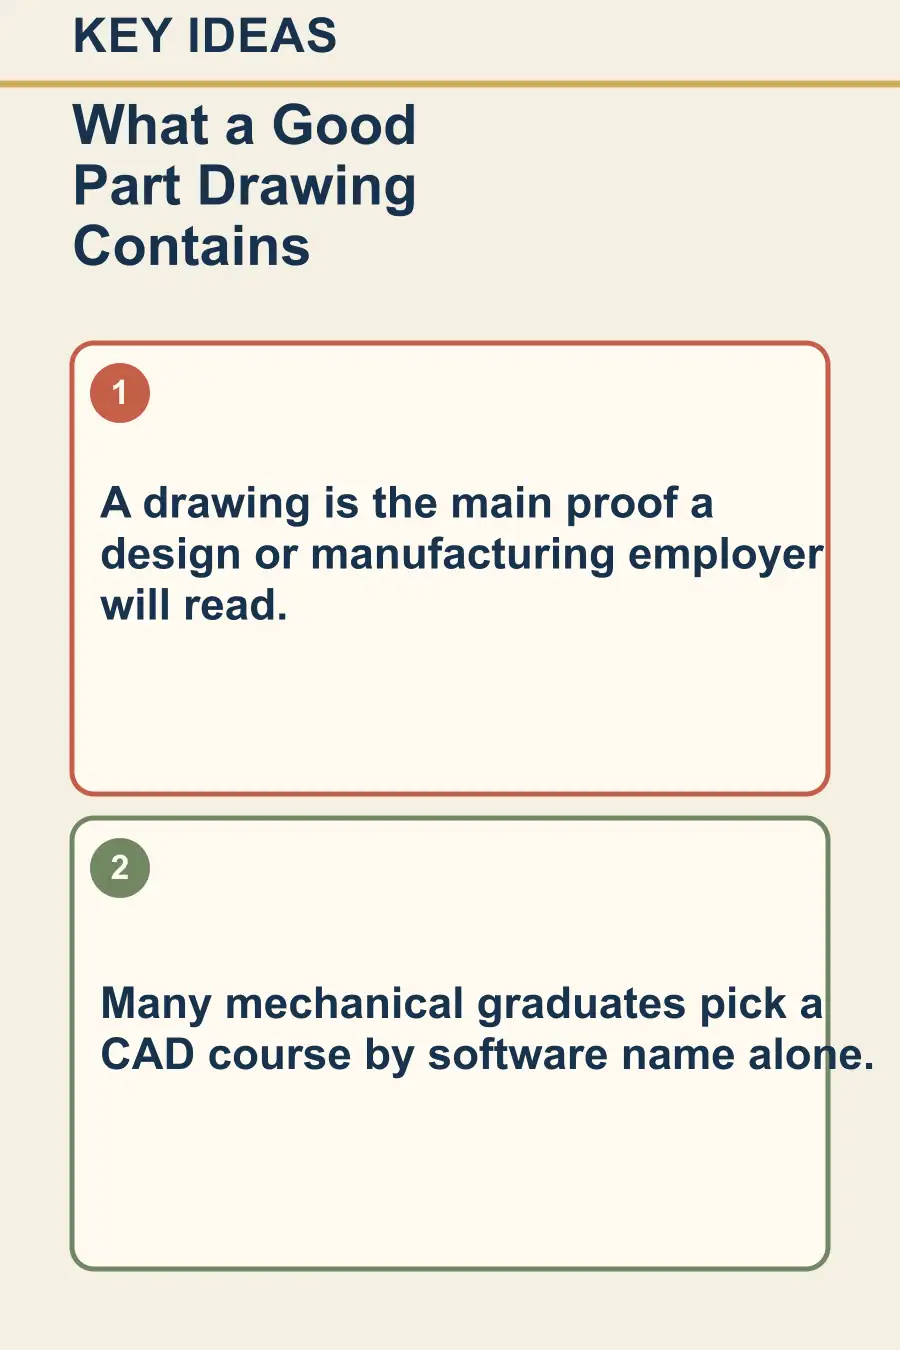 KEY IDEAS
What a Good
Part Drawing
Contains
1
A drawing is the main proof a
design or manufacturing employer
will read.
2
Many mechanical graduates pick a
CAD course by software name alone.